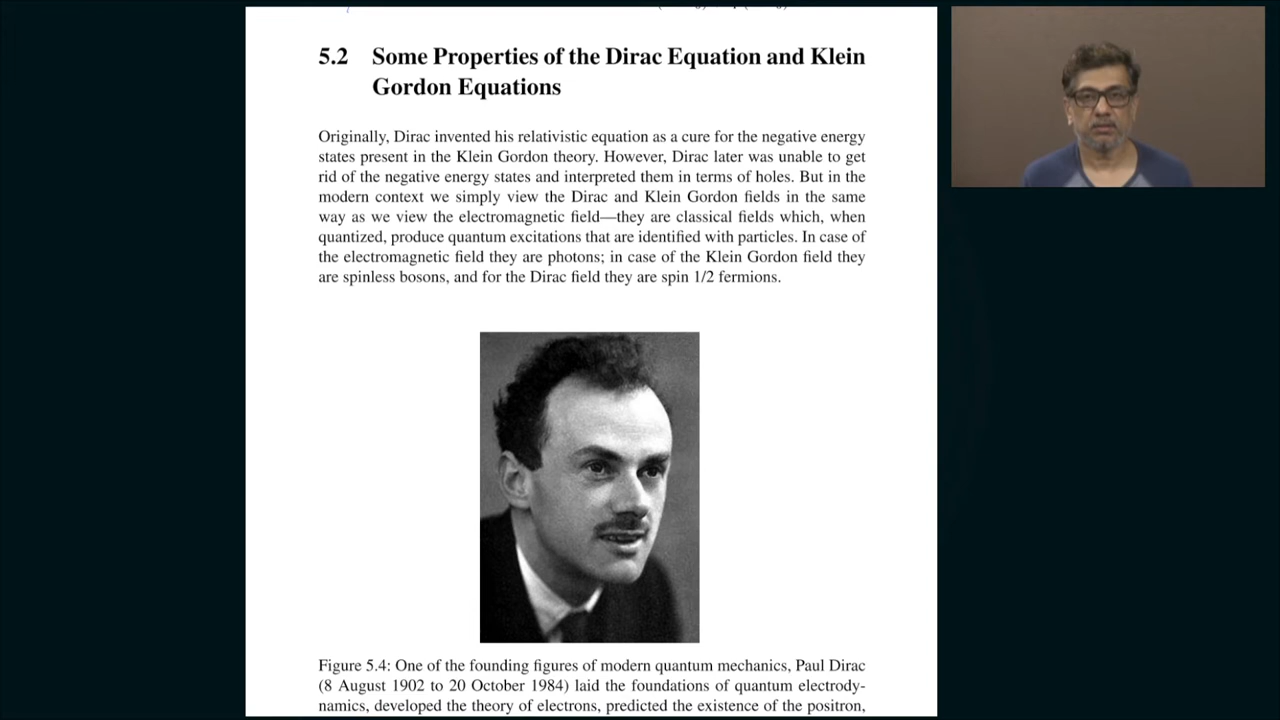 5.2 Some Properties of the Dirac Equation and Klein
Gordon Equations
Originally, Dirac invented his relativistic equation as a cure for the negative energy
states present in the Klein Gordon theory. However, Dirac later was unable to get
rid of the negative energy states and interpreted them in terms of holes. But in the
modern context we simply view the Dirac and Klein Gordon fields in the same
way as we view the electromagnetic field—they are classical fields which, when
quantized, produce quantum excitations that are identified with particles. In case of
the electromagnetic field they are photons; in case of the Klein Gordon field they
are spinless bosons, and for the Dirac field they are spin 1/2 fermions.
Figure 5.4: One of the founding figures of modern quantum mechanics, Paul Dirac
(8 August 1902 to 20 October 1984) laid the foundations of quantum electrody-
namics, developed the theory of electrons, predicted the existence of the positron,